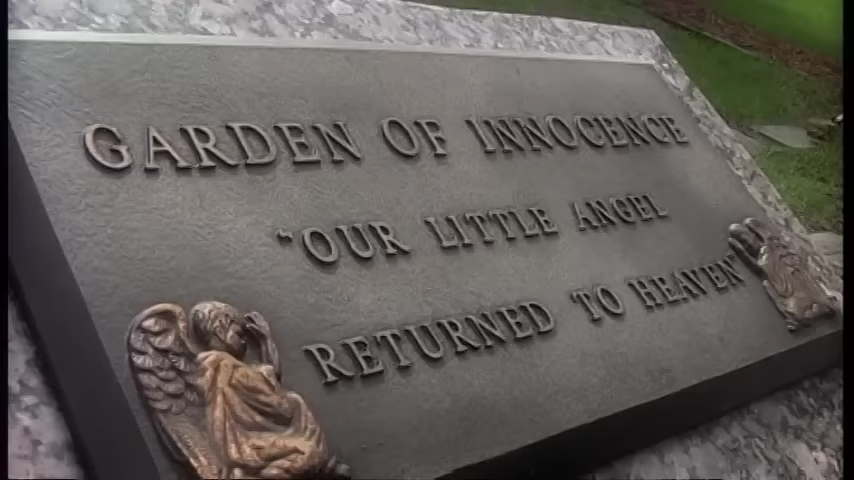 GARDEN OF INNOCENCE
"OUR LITTLE ANGEL
RETURNED TO HEAVEN"